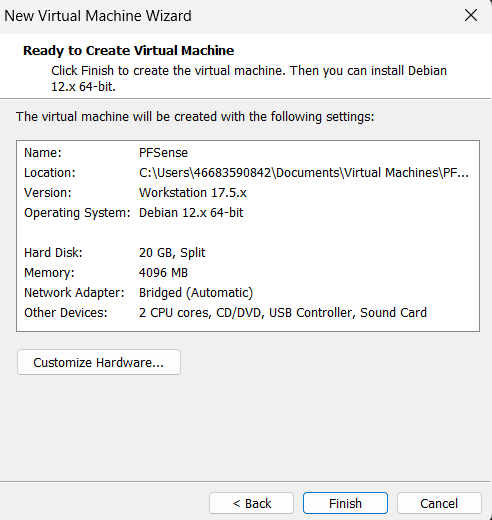 New Virtual Machine Wizard
Ready to Create Virtual Machine
Click Finish to create the virtual machine. Then you can install Debian
12.x 64-bit.
The virtual machine will be created with the following settings:
Name: PFSense
Location: C:\Users\46683590842\Documents\Virtual Machines\PF...
Version: Workstation 17.5.x
Operating System: Debian 12.x 64-bit
Hard Disk: 20 GB, Split
Memory: 4096 MB
Network Adapter: Bridged (Automatic)
Other Devices: 2 CPU cores, CD/DVD, USB Controller, Sound Card
Customize Hardware...
< Back Finish Cancel